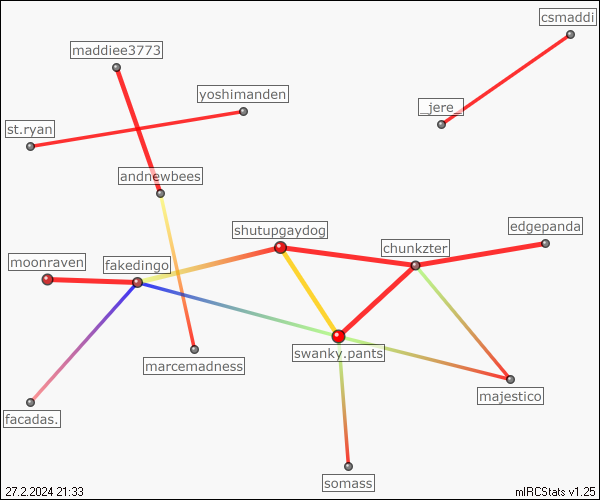 csmaddi
maddiee3773
yoshimanden
_jere_
st.ryan
andnewbees
edgepanda
shutupgaydog
chunkzter
moonraven
fakedingo
swanky.pants
marcemadness
majestico
facadas.
somass
27.2.2024 21:33
mIRCStats v1.25